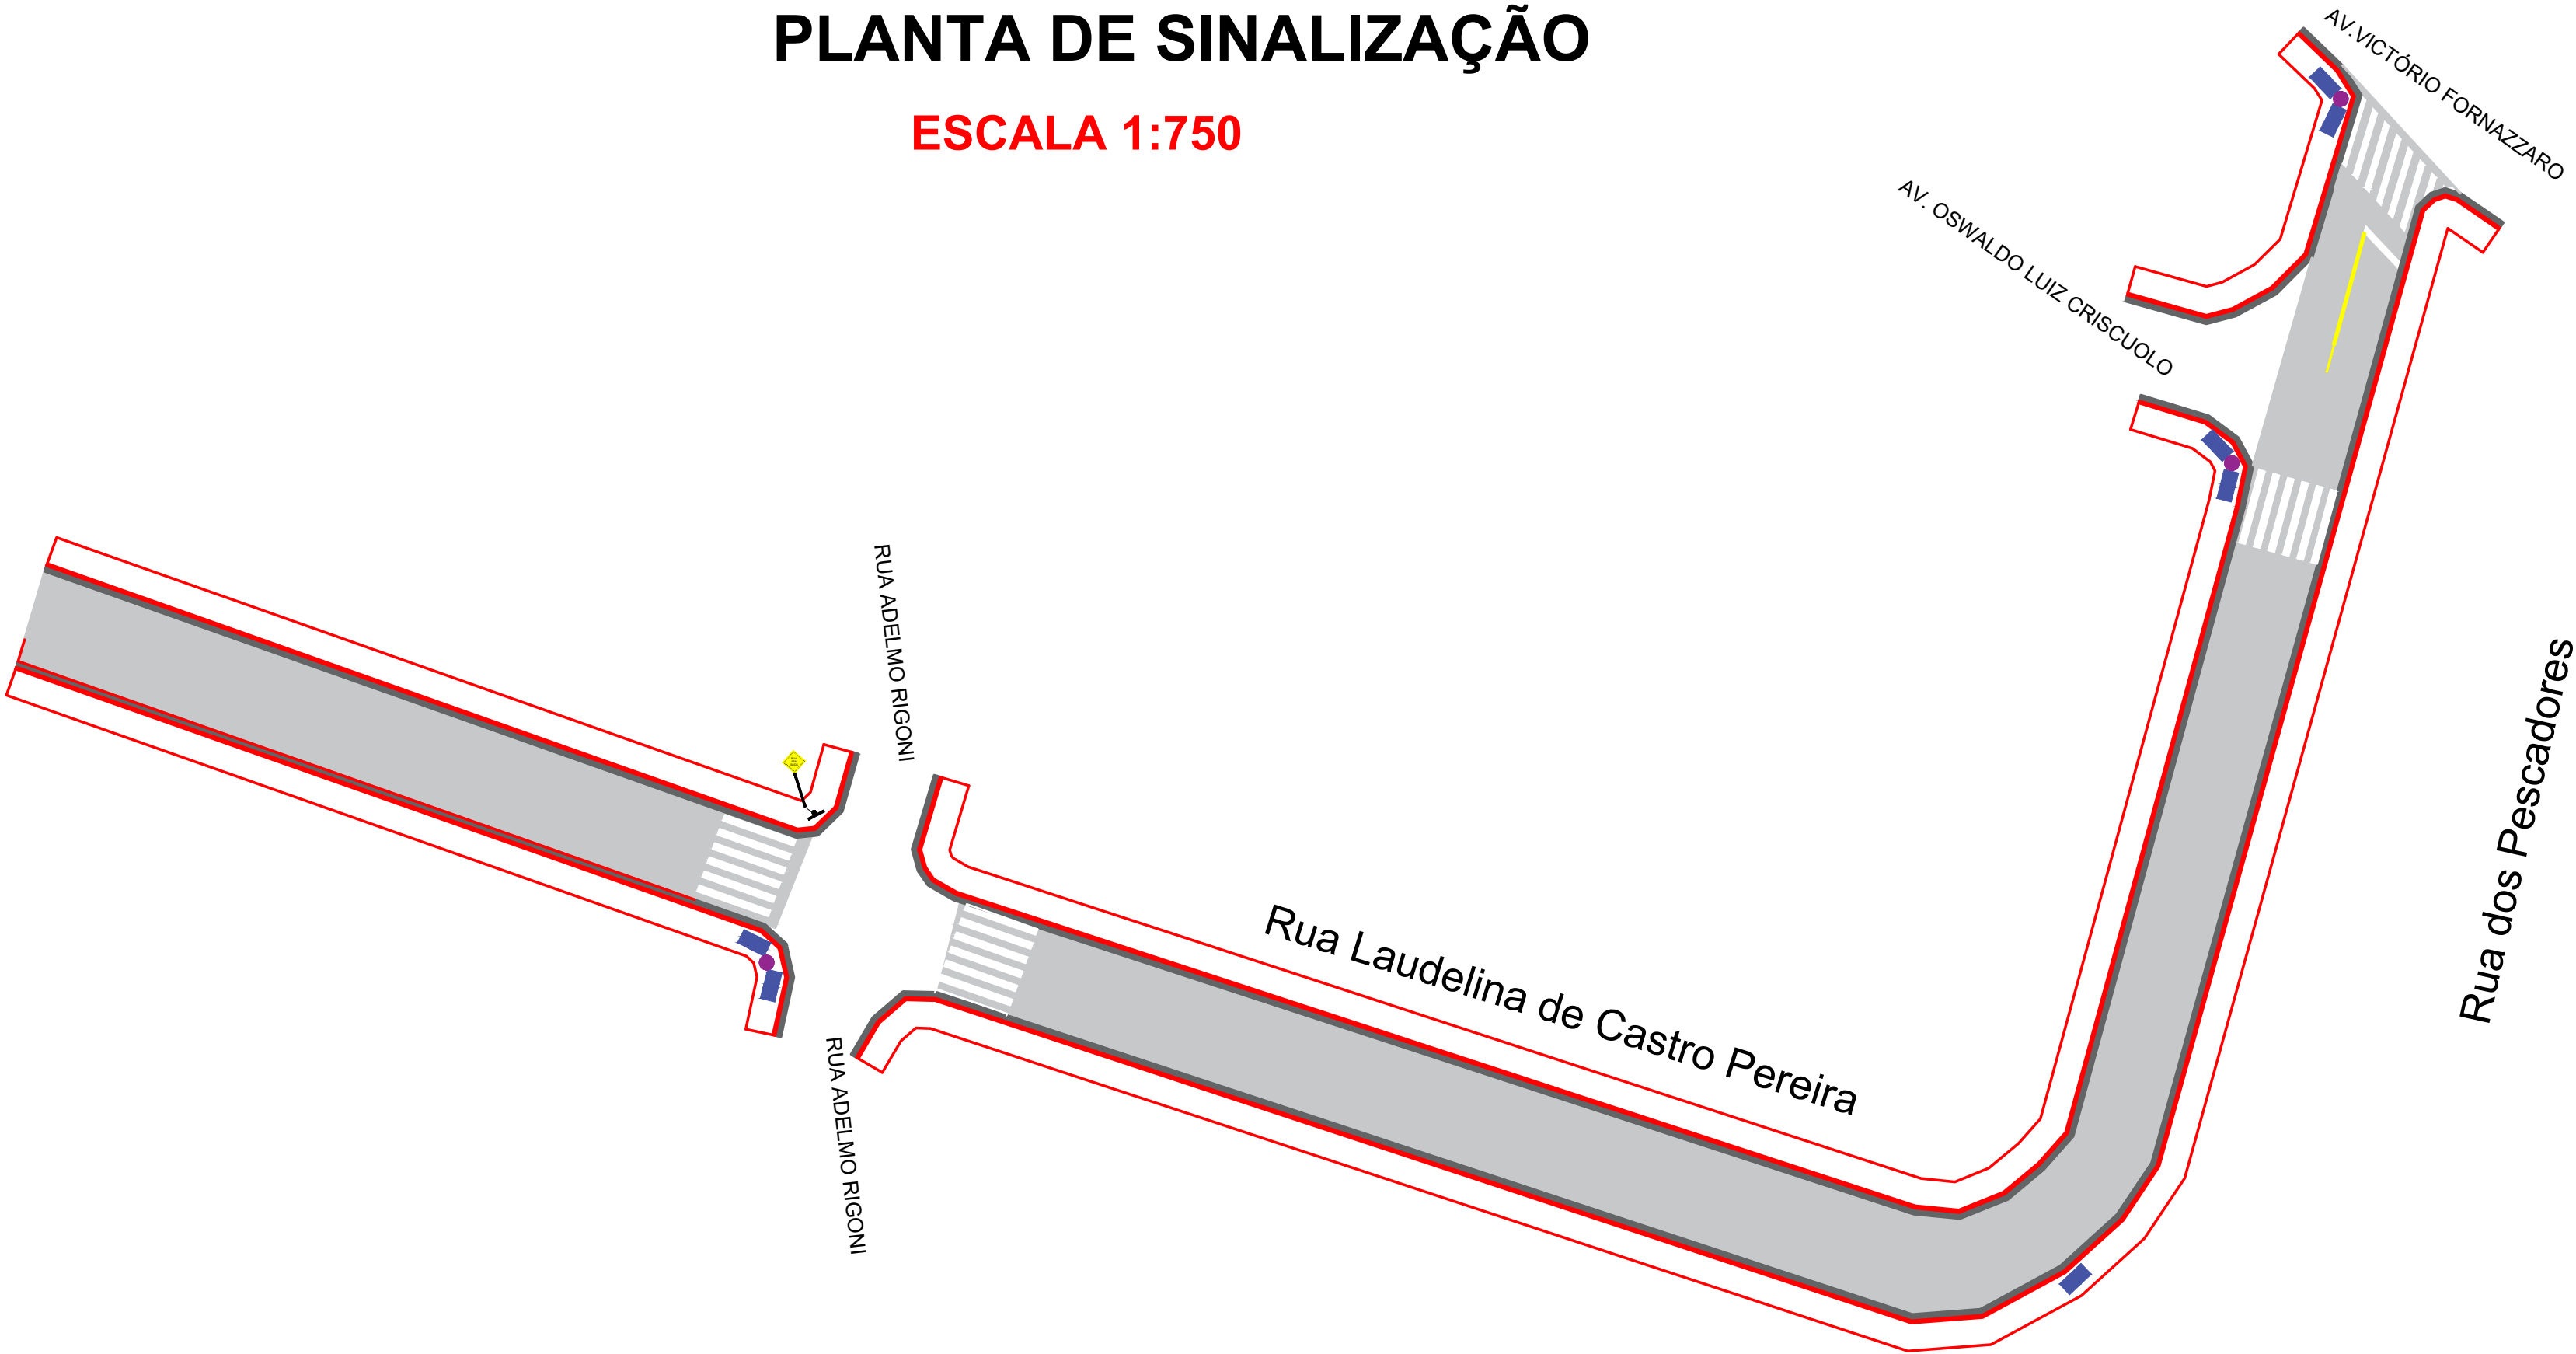 PLANTA DE SINALIZAÇÃO
ESCALA 1:750
AV.VICTÓRIO FORNAZZARO
AV. OSWALDO LUIZ CRISCUOLO
RUA ADELMO RIGONI
Rua dos Pescadores
Rua Laudelina de Castro Pereira
RUA ADELMO RIGONI